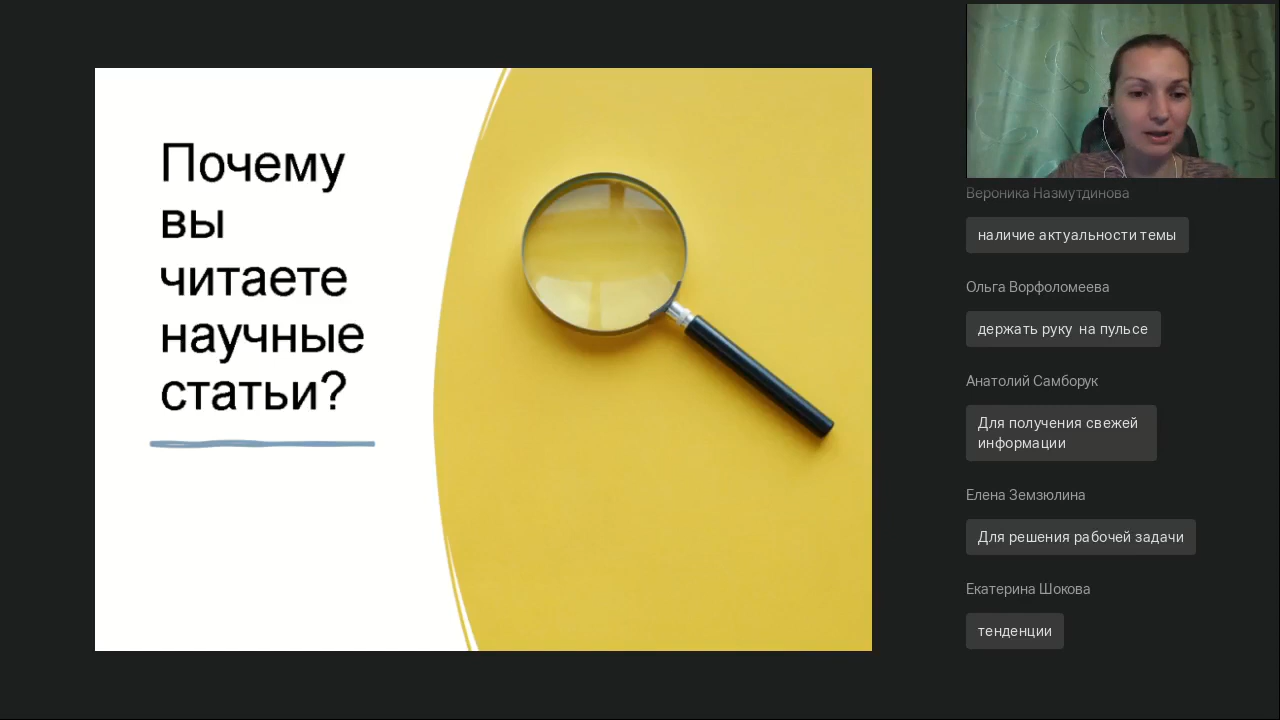 Почему
вы
читаете
научные
статьи?
Вероника Назмутдинова
наличие актуальности темы
Ольга Ворфоломеева
держать руку на пульсе
Анатолий Самборук
Для получения свежей
информации
Елена Земзюлина
Для решения рабочей задачи
Екатерина Шокова
тенденции